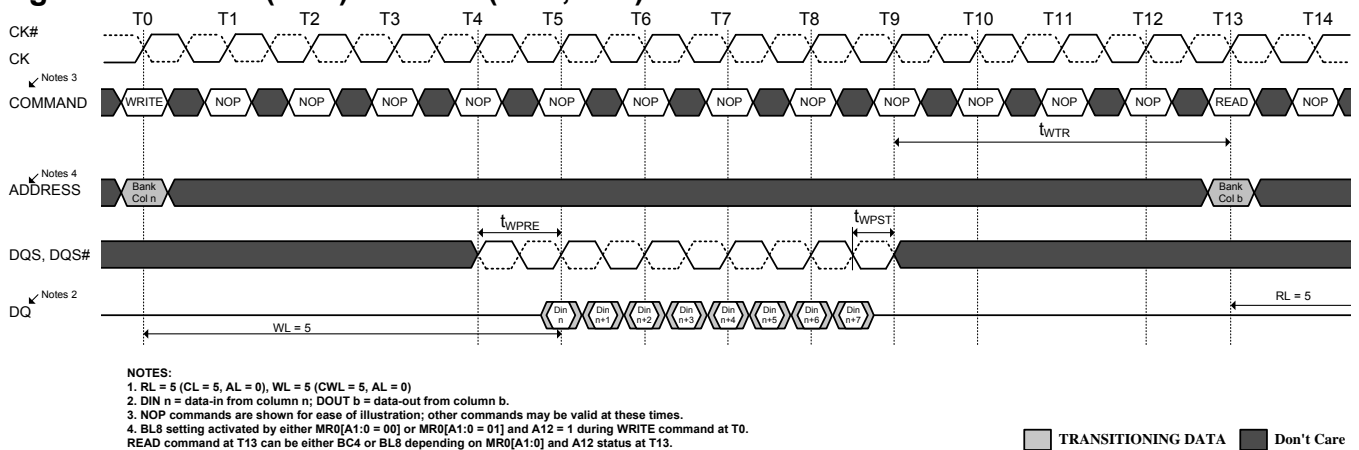 T0 T1 T2 T3 T4 T5 T6 T7 T8 T9 T10 T11 T12 T13 T14
CK#
CK
Notes 3
COMMAND WRITE NOP NOP NOP NOP NOP NOP NOP NOP NOP NOP NOP NOP READ NOP
tWTR
Notes 4
ADDRESS
Bank Col n
Bank Col b
tWPRE
tWPST
DQS, DQS#
Notes 2
DQ
Din n
Din n+1
Din n+2
Din n+3
Din n+4
Din n+5
Din n+6
Din n+7
RL = 5
WL = 5
NOTES:
1. RL = 5 (CL = 5, AL = 0), WL = 5 (CWL = 5, AL = 0)
2. DIN n = data-in from column n; DOUT b = data-out from column b.
3. NOP commands are shown for ease of illustration; other commands may be valid at these times.
4. BL8 setting activated by either MR0[A1:0 = 00] or MR0[A1:0 = 01] and A12 = 1 during WRITE command at T0.
READ command at T13 can be either BC4 or BL8 depending on MR0[A1:0] and A12 status at T13.
TRANSITIONING DATA
Don't Care